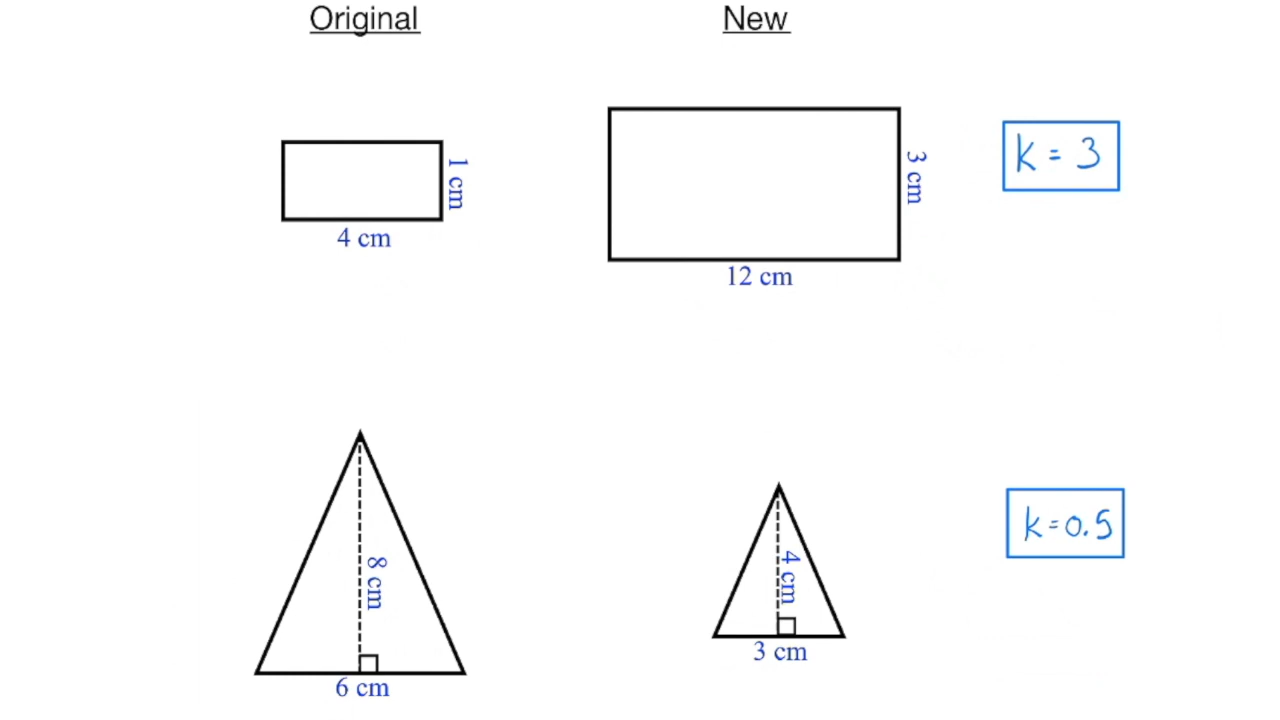 Original
New
1 cm
4 cm
3 cm
12 cm
k = 3
8 cm
6 cm
4 cm
3 cm
k=0.5